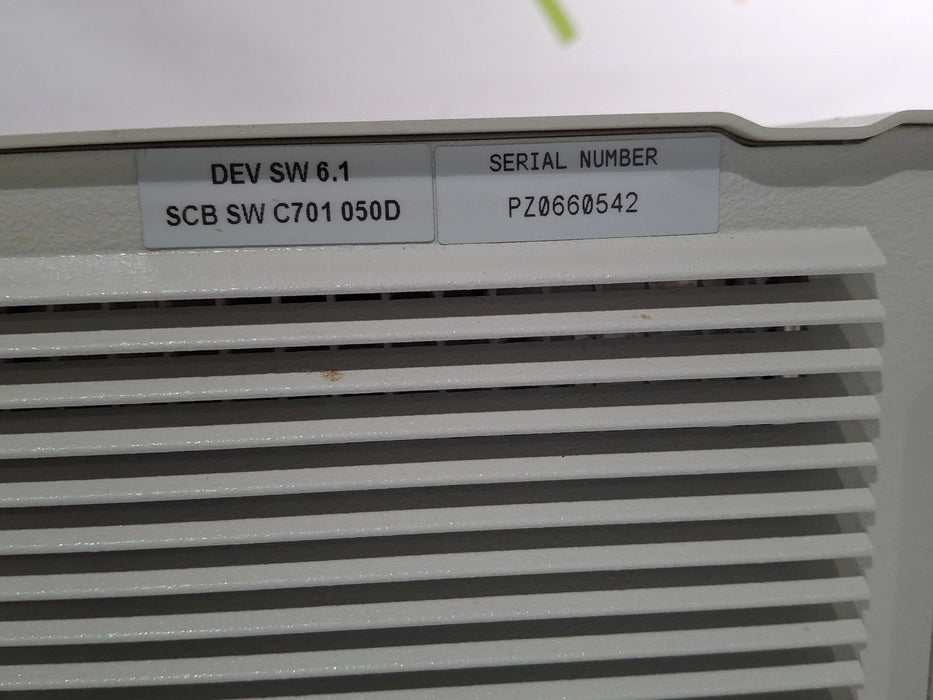 DEV SW 6.1
SCB SW C701 050D
SERIAL NUMBER
PZ0660542